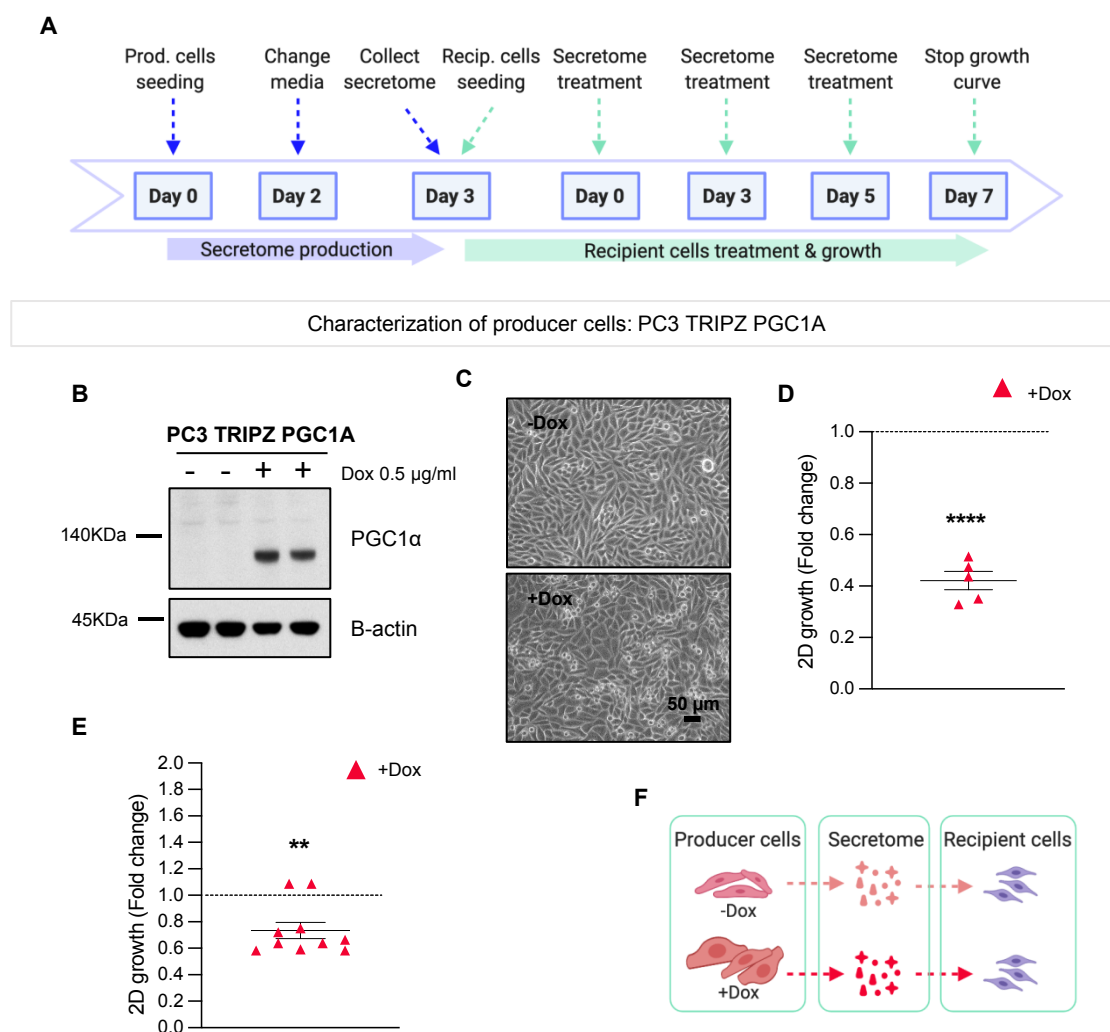 A
Prod. cells
seeding
Change
media
Collect
secretome
Recip. cells
seeding
Secretome
treatment
Secretome
treatment
Secretome
treatment
Stop growth
curve
Day 0
Day 2
Day 3
Day 0
Day 3
Day 5
Day 7
Secretome production
Recipient cells treatment & growth
Characterization of producer cells: PC3 TRIPZ PGC1A
B
PC3 TRIPZ PGC1A
- - + + Dox 0.5 µg/ml
140KDa
PGC1α
45KDa
B-actin
C
-Dox
+Dox
50 µm
D
+Dox
2D growth (Fold change)
1.0
0.8
0.6
0.4
0.2
0.0
****
E
+Dox
2D growth (Fold change)
2.0
1.8
1.6
1.4
1.2
1.0
0.8
0.6
0.4
0.2
0.0
**
F
Producer cells
Secretome
Recipient cells
-Dox
+Dox